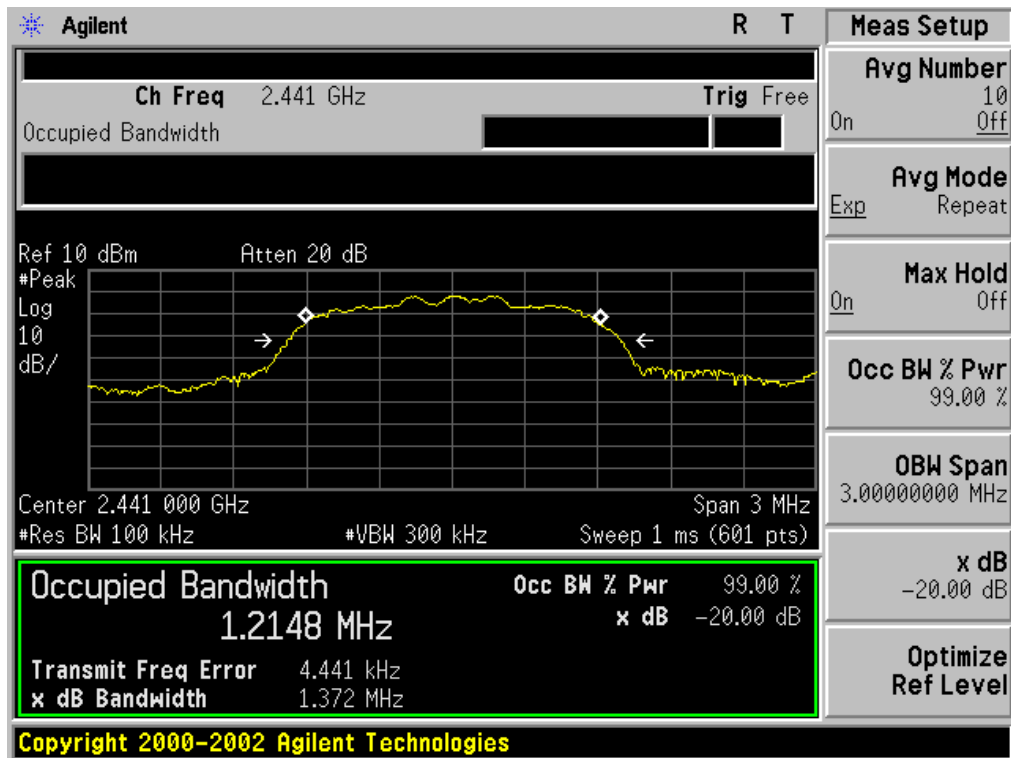 Agilent R T
Ch Freq 2.441 GHz Trig Free
Occupied Bandwidth
Ref 10 dBm Atten 20 dB
#Peak
Log
10
dB/
Center 2.441 000 GHz Span 3 MHz
#Res BW 100 kHz #VBW 300 kHz Sweep 1 ms (601 pts)
Occupied Bandwidth Occ BW % Pwr 99.00 %
1.2148 MHz x dB -20.00 dB
Transmit Freq Error 4.441 kHz
x dB Bandwidth 1.372 MHz
Copyright 2000-2002 Agilent Technologies
Meas Setup
Avg Number
10
On Off
Avg Mode
Exp Repeat
Max Hold
On Off
Occ BW % Pwr
99.00 %
OBW Span
3.00000000 MHz
x dB
-20.00 dB
Optimize
Ref Level